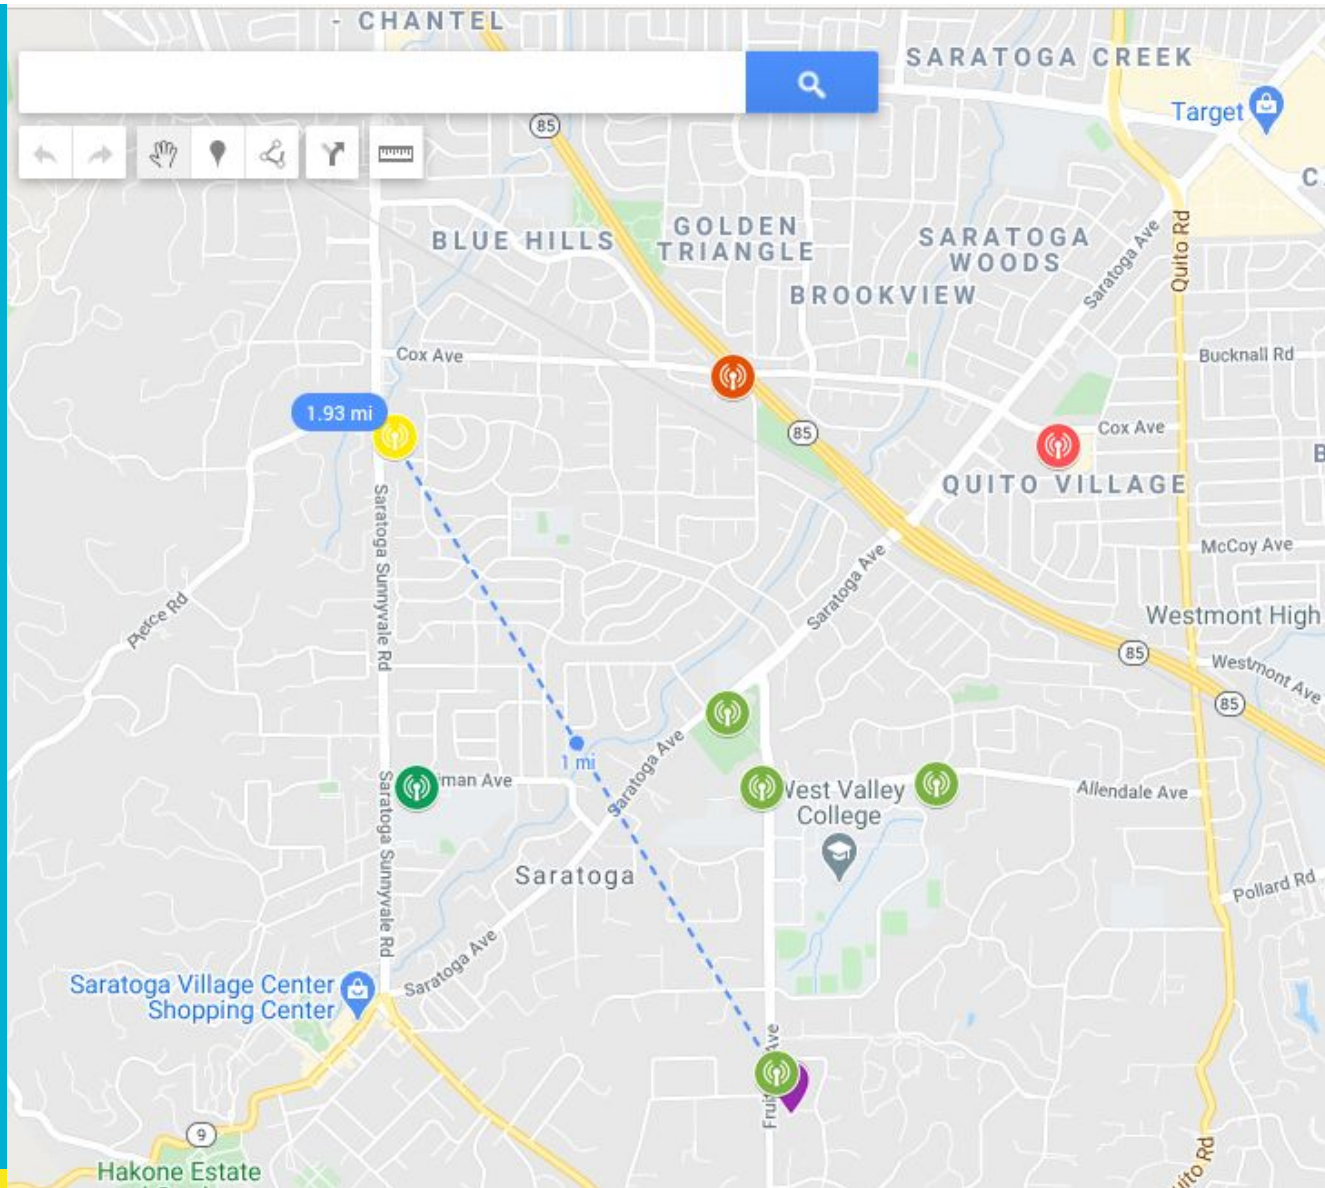 - CHANTEL
SARATOGA CREEK
Target
85
C
GOLDEN
TRIANGLE
BLUE HILLS
SARATOGA
WOODS
Saratoga Ave
Quito Rd
BROOKVIEW
Cox Ave
Bucknall Rd
1.93 mi
85
Cox Ave
B
QUITO VILLAGE
Saratoga Sunnyvale Rd
McCoy Ave
Saratoga Ave
Pierce Rd
Westmont High
85
Westmont Ave
85
1 mi
Saratoga Ave
man Ave
Saratoga Sunnyvale Rd
West Valley
College
Allendale Ave
Saratoga
Pollard Rd
Saratoga Ave
Saratoga Village Center
Shopping Center
Fruit Ave
9
Hakone Estate
uito Rd